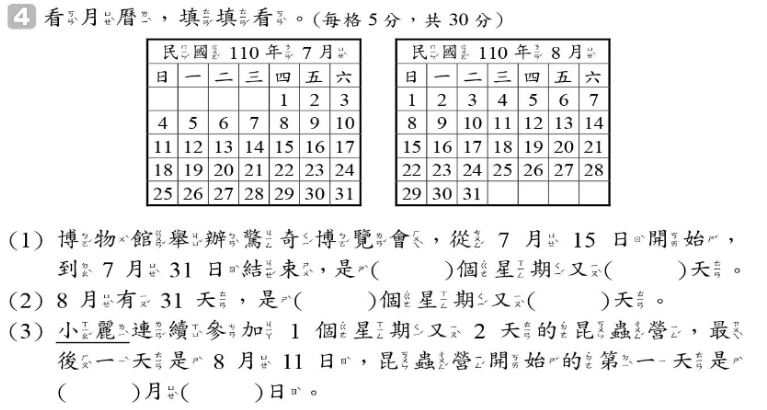 4 看月曆，填填看。(每格 5 分，共 30 分)
民國 110 年 7 月
日 一 二 三 四 五 六
1 2 3
4 5 6 7 8 9 10
11 12 13 14 15 16 17
18 19 20 21 22 23 24
25 26 27 28 29 30 31
民國 110 年 8 月
日 一 二 三 四 五 六
1 2 3 4 5 6 7
8 9 10 11 12 13 14
15 16 17 18 19 20 21
22 23 24 25 26 27 28
29 30 31
(1) 博物館舉辦驚奇博覽會，從 7 月 15 日開始，
到 7 月 31 日結束，是( )個星期又( )天。
(2) 8 月有 31 天，是( )個星期又( )天。
(3) 小麗連續參加 1 個星期又 2 天的昆蟲營，最
後一天是 8 月 11 日，昆蟲營開始的第一天是
( )月( )日。